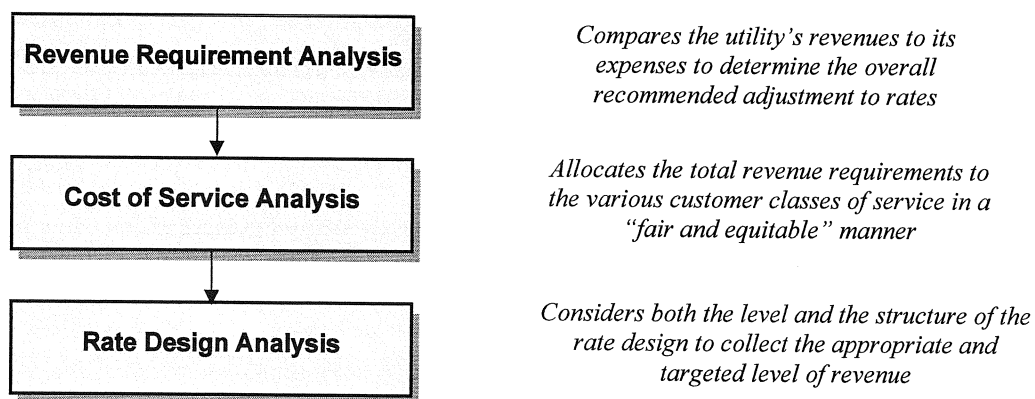 Revenue Requirement Analysis
Compares the utility's revenues to its
expenses to determine the overall
recommended adjustment to rates
Cost of Service Analysis
Allocates the total revenue requirements to
the various customer classes of service in a
"fair and equitable" manner
Rate Design Analysis
Considers both the level and the structure of the
rate design to collect the appropriate and
targeted level of revenue